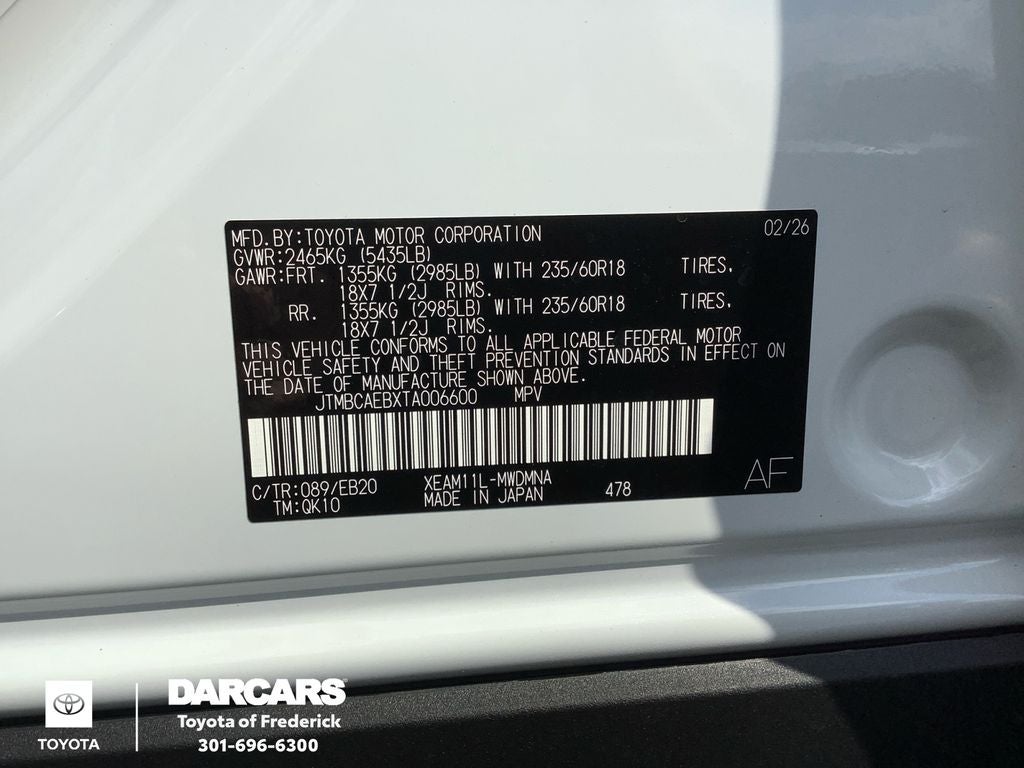 MFD.BY:TOYOTA MOTOR CORPORATION 02/26
GVWR:2465KG (5435LB)
GAWR:FRT. 1355KG (2985LB) WITH 235/60R18 TIRES,
18X7 1/2J RIMS.
RR. 1355KG (2985LB) WITH 235/60R18 TIRES,
18X7 1/2J RIMS.
THIS VEHICLE CONFORMS TO ALL APPLICABLE FEDERAL MOTOR
VEHICLE SAFETY AND THEFT PREVENTION STANDARDS IN EFFECT ON
THE DATE OF MANUFACTURE SHOWN ABOVE.
JTMBCAEBXTA006600 MPV
C/TR:089/EB20 XEAM11L-MWDMNA
TM:QK10 MADE IN JAPAN 478
AF
TOYOTA
DARCARS
Toyota of Frederick
301-696-6300